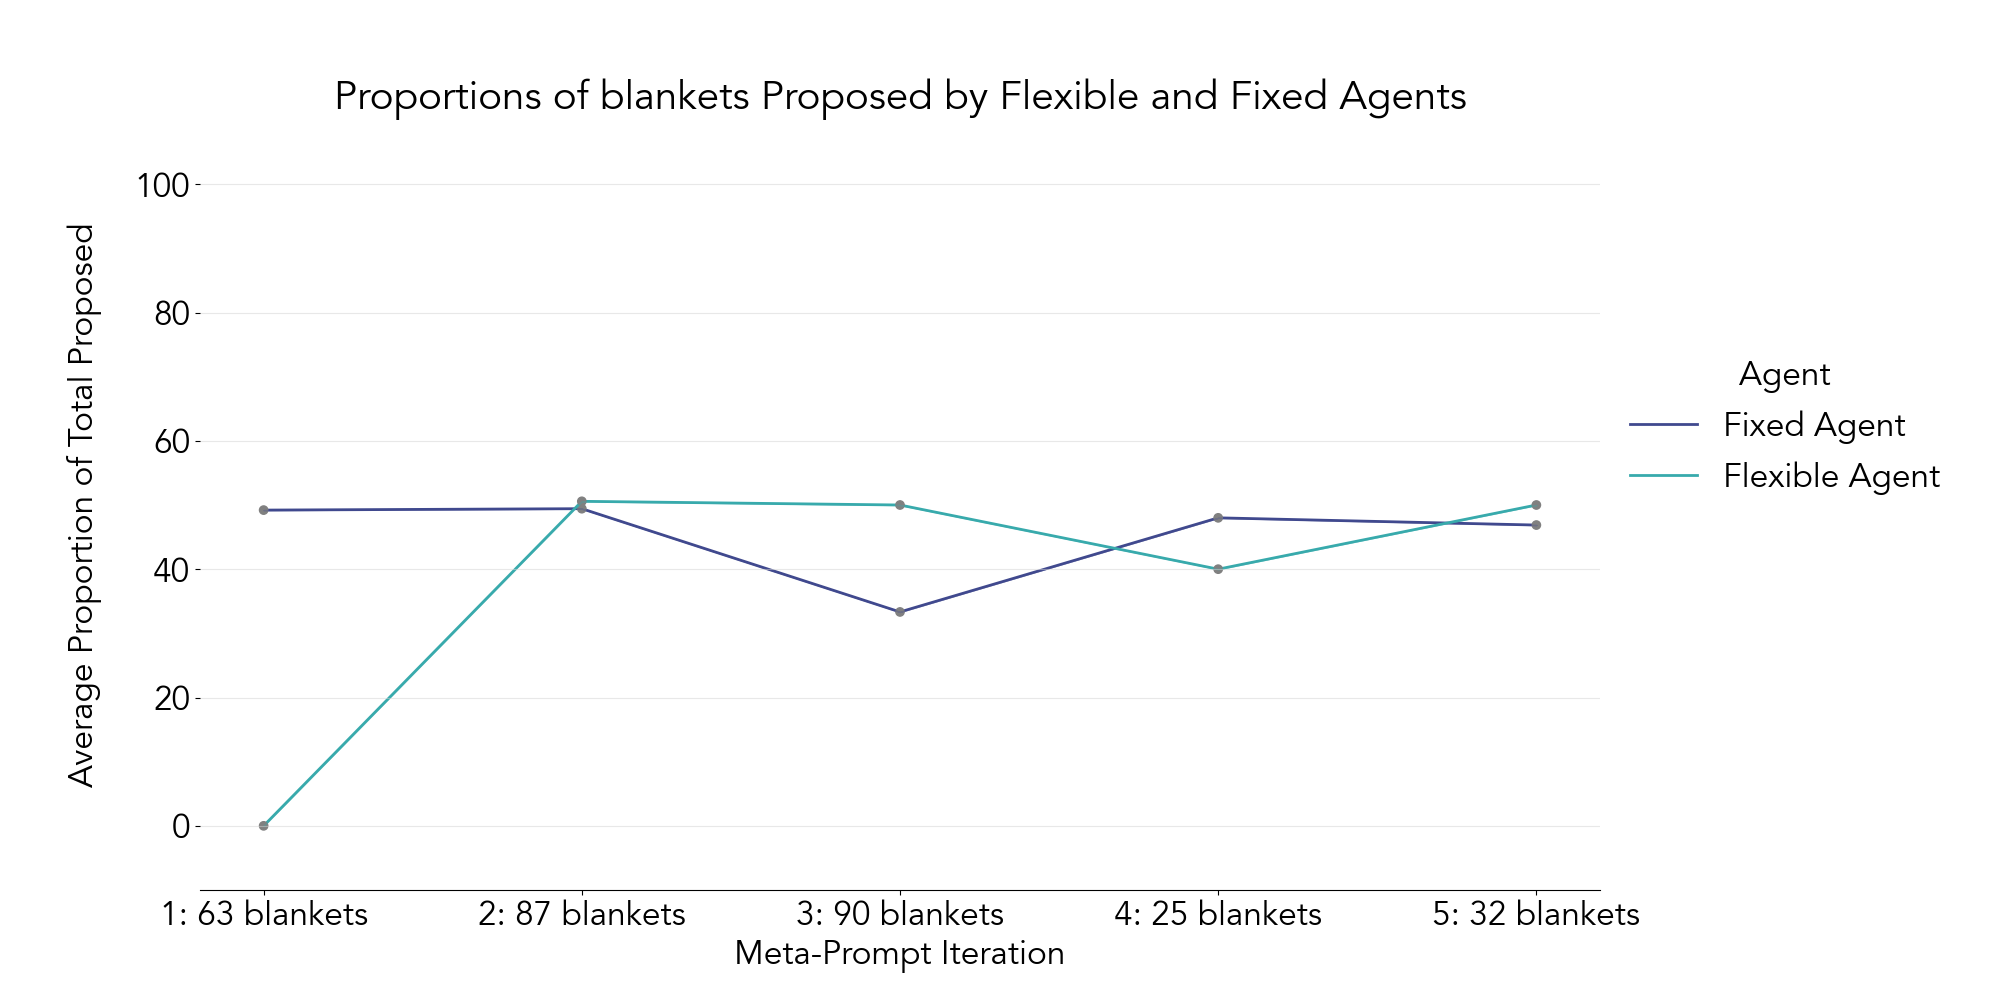 Proportions of blankets Proposed by Flexible and Fixed Agents
Average Proportion of Total Proposed
100
80
60
40
20
0
1: 63 blankets
2: 87 blankets
3: 90 blankets
4: 25 blankets
5: 32 blankets
Meta-Prompt Iteration
Agent
Fixed Agent
Flexible Agent